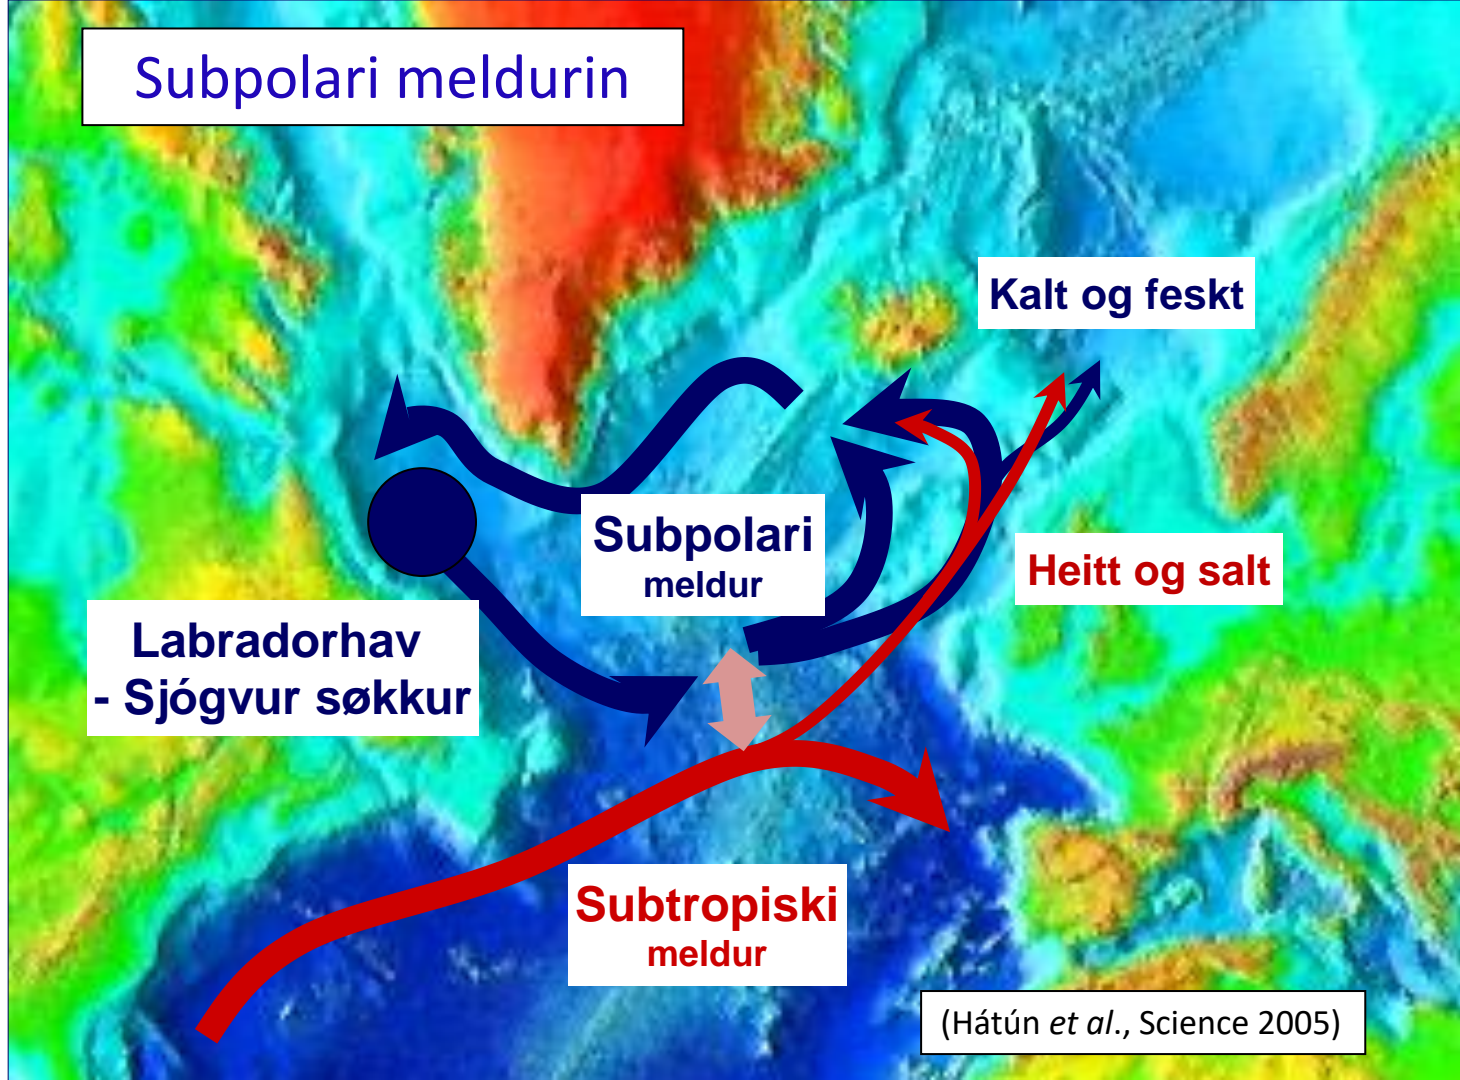 Subpolari meldurin
Kalt og feskt
Subpolari
meldur
Heitt og salt
Labradorhav
- Sjógvur søkkur
Subtropiski
meldur
(Hátún et al., Science 2005)